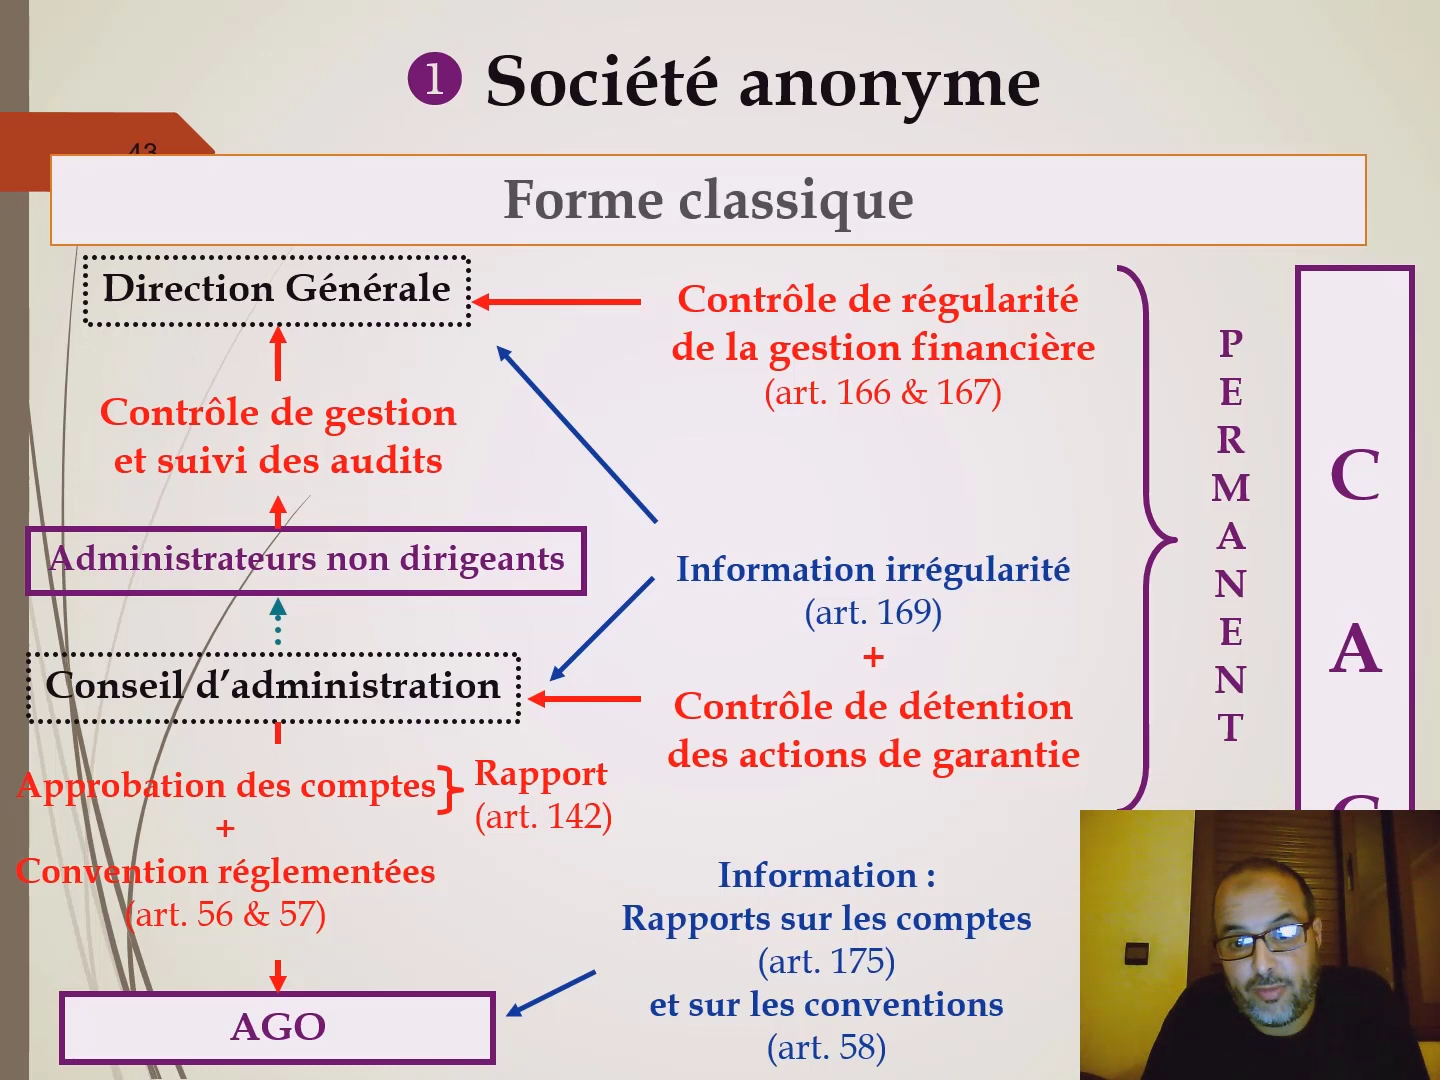 ❶ Société anonyme
43
Forme classique
Direction Générale
Contrôle de gestion
et suivi des audits
Administrateurs non dirigeants
Conseil d’administration
Approbation des comptes
+
Convention réglementées
(art. 56 & 57)
Rapport
(art. 142)
AGO
Contrôle de régularité
de la gestion financière
(art. 166 & 167)
Information irrégularité
(art. 169)
+
Contrôle de détention
des actions de garantie
Information :
Rapports sur les comptes
(art. 175)
et sur les conventions
(art. 58)
P
E
R
M
A
N
E
N
T
C
A
C